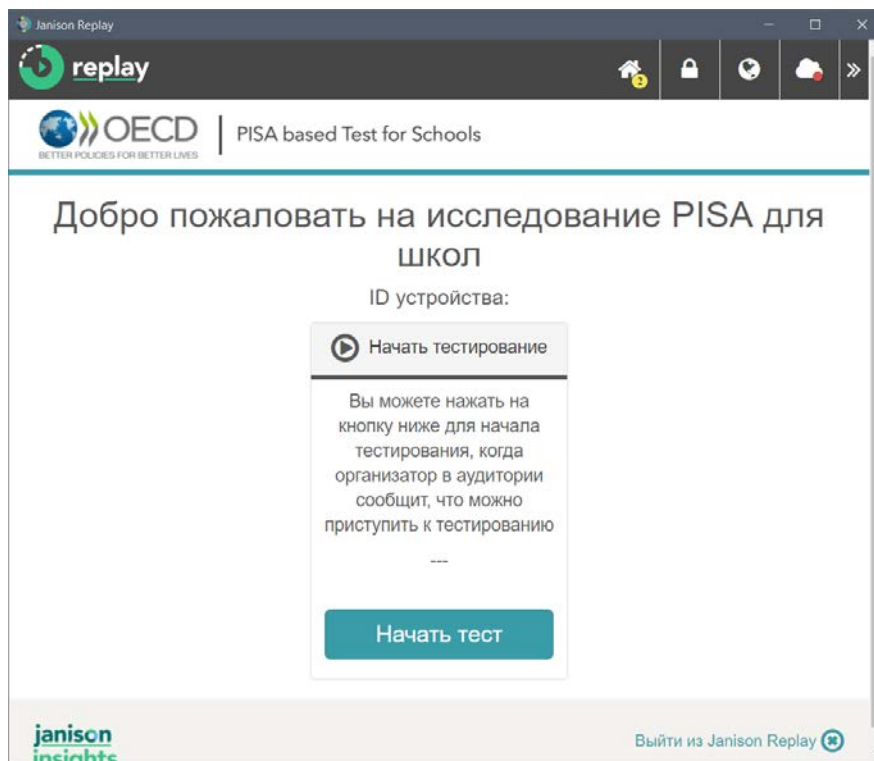 Janison Replay
replay
2
OECD
BETTER POLICIES FOR BETTER LIVES
PISA based Test for Schools
Добро пожаловать на исследование PISA для
школ
ID устройства:
Начать тестирование
Вы можете нажать на
кнопку ниже для начала
тестирования, когда
организатор в аудитории
сообщит, что можно
приступить к тестированию
---
Начать тест
janison
insights
Выйти из Janison Replay